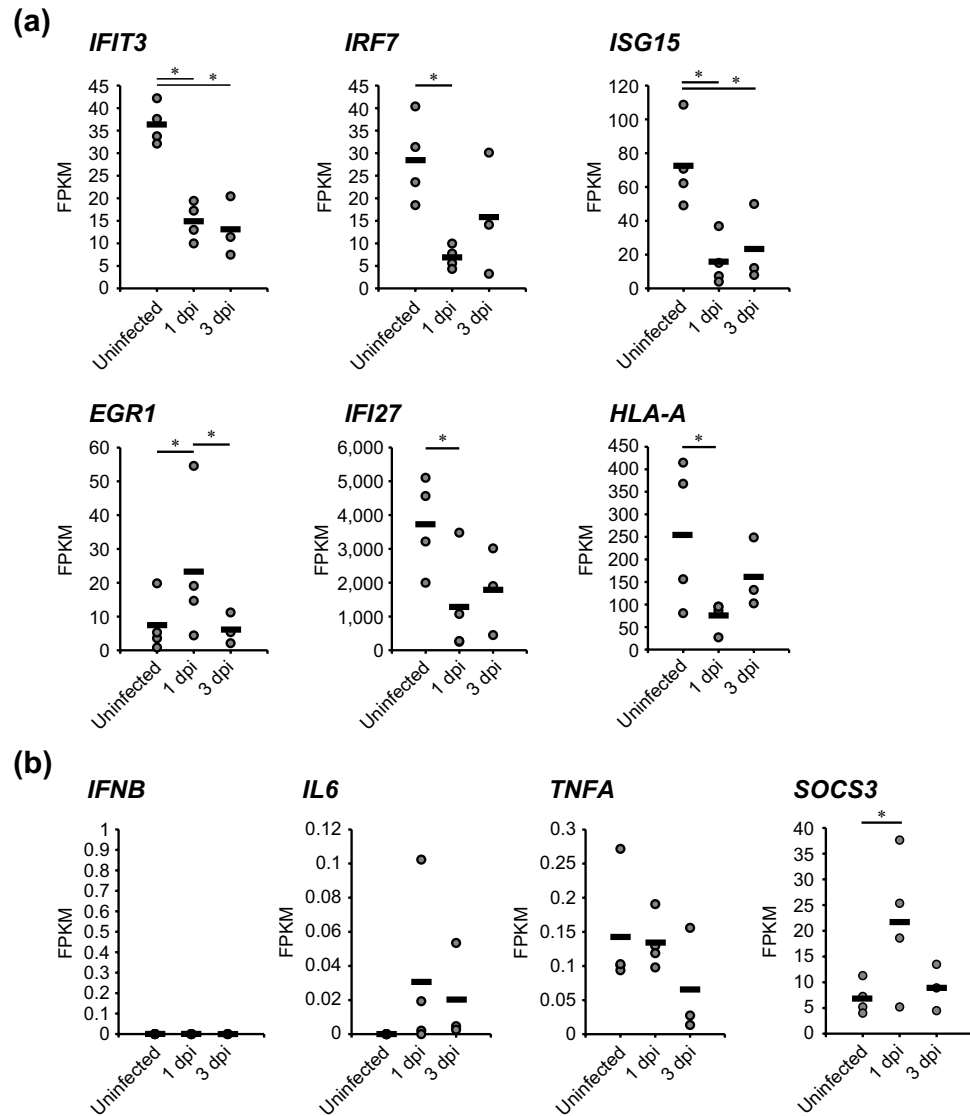 (a)
IFIT3
IRF7
ISG15
* *
*
* *
FPKM
45
40
35
30
25
20
15
10
5
0
Uninfected
1 dpi
3 dpi
FPKM
45
40
35
30
25
20
15
10
5
0
Uninfected
1 dpi
3 dpi
FPKM
120
100
80
60
40
20
0
Uninfected
1 dpi
3 dpi
EGR1
IFI27
HLA-A
* *
*
*
FPKM
60
50
40
30
20
10
0
Uninfected
1 dpi
3 dpi
FPKM
6,000
5,000
4,000
3,000
2,000
1,000
0
Uninfected
1 dpi
3 dpi
FPKM
450
400
350
300
250
200
150
100
50
0
Uninfected
1 dpi
3 dpi
(b)
IFNB
IL6
TNFA
SOCS3
*
FPKM
1
0.9
0.8
0.7
0.6
0.5
0.4
0.3
0.2
0.1
0
Uninfected
1 dpi
3 dpi
FPKM
0.12
0.1
0.08
0.06
0.04
0.02
0
Uninfected
1 dpi
3 dpi
FPKM
0.3
0.25
0.2
0.15
0.1
0.05
0
Uninfected
1 dpi
3 dpi
FPKM
40
35
30
25
20
15
10
5
0
Uninfected
1 dpi
3 dpi